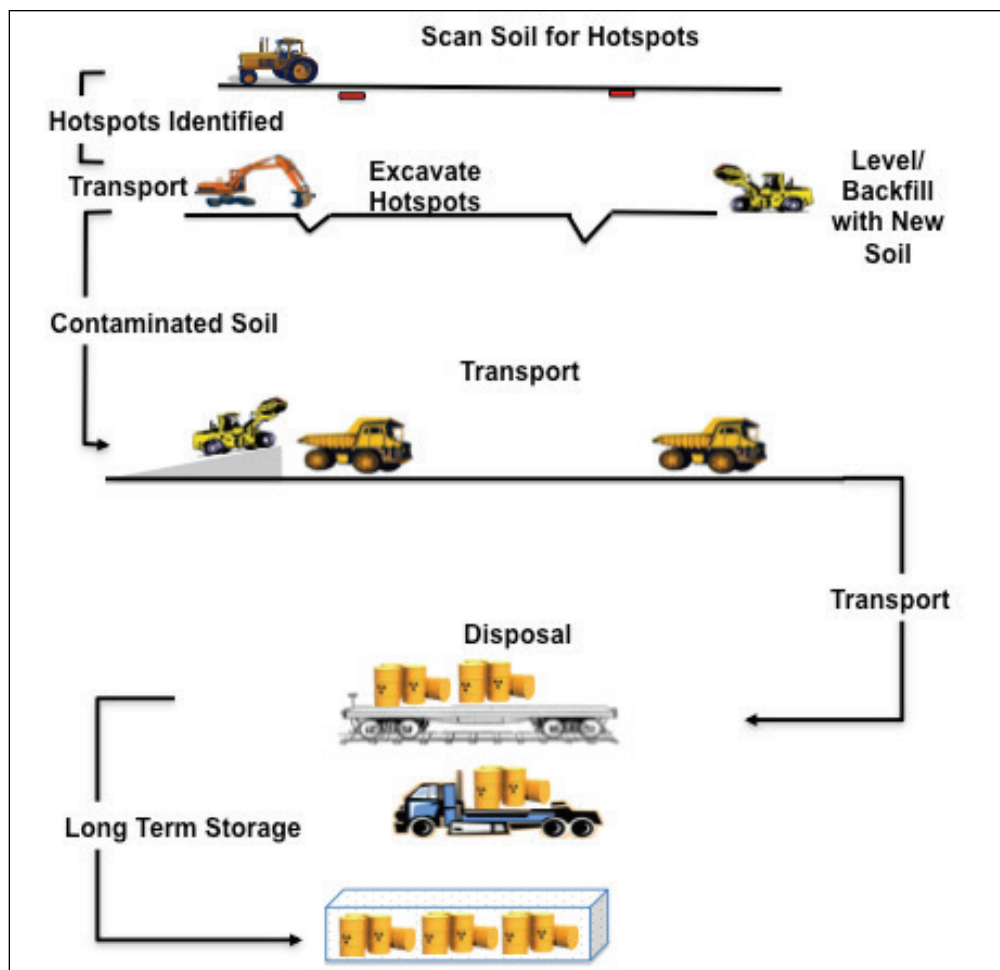 Scan Soil for Hotspots
Hotspots Identified
Transport
Excavate
Hotspots
Level/
Backfill
with New
Soil
Contaminated Soil
Transport
Transport
Disposal
Long Term Storage